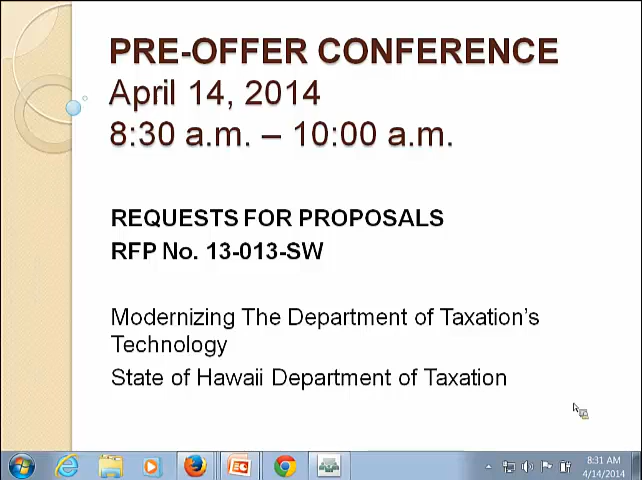 PRE-OFFER CONFERENCE
April 14, 2014
8:30 a.m. – 10:00 a.m.
REQUESTS FOR PROPOSALS
RFP No. 13-013-SW
Modernizing The Department of Taxation's
Technology
State of Hawaii Department of Taxation
8:31 AM
4/14/2014